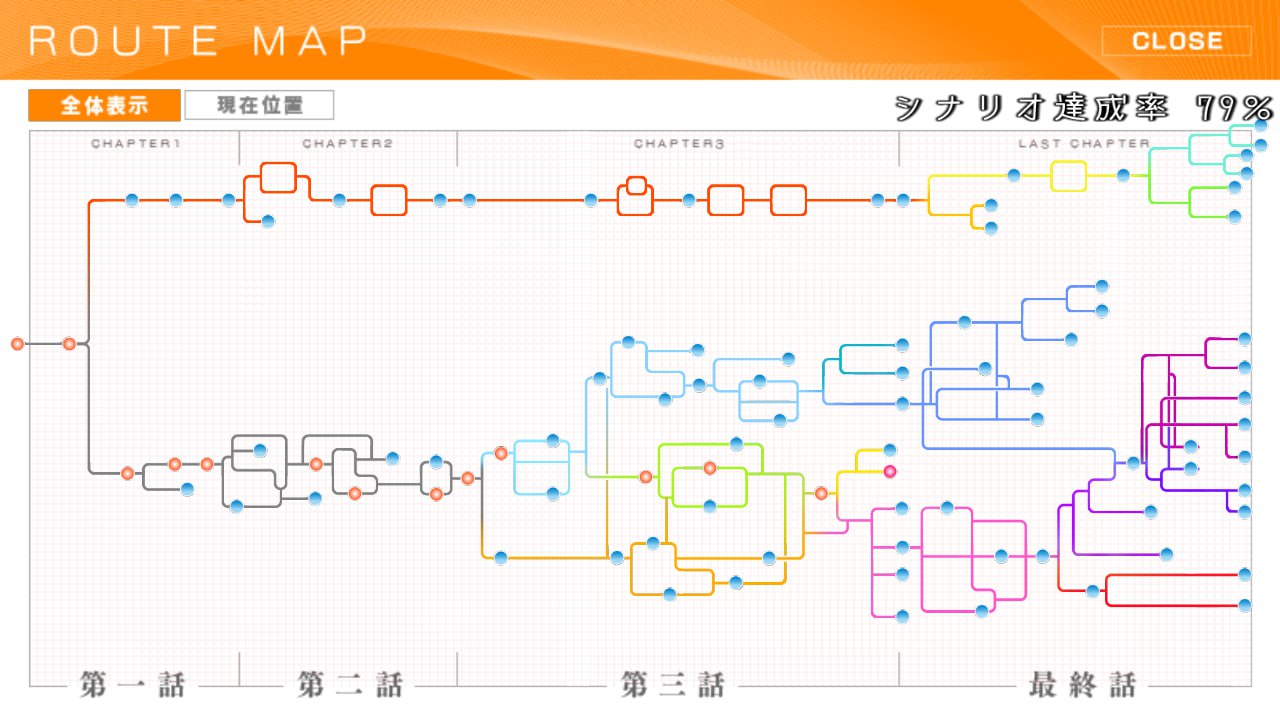 ROUTE MAP
CLOSE
全体表示
現在位置
シナリオ達成率 79%
CHAPTER1
CHAPTER2
CHAPTER3
LAST CHAPTER
第一話
第二話
第三話
最終話